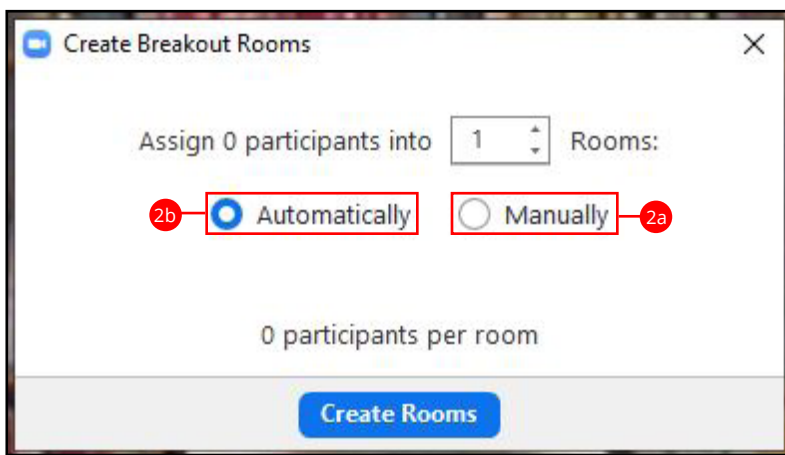 Create Breakout Rooms
Assign 0 participants into 1 Rooms:
2b Automatically Manually 2a
0 participants per room
Create Rooms